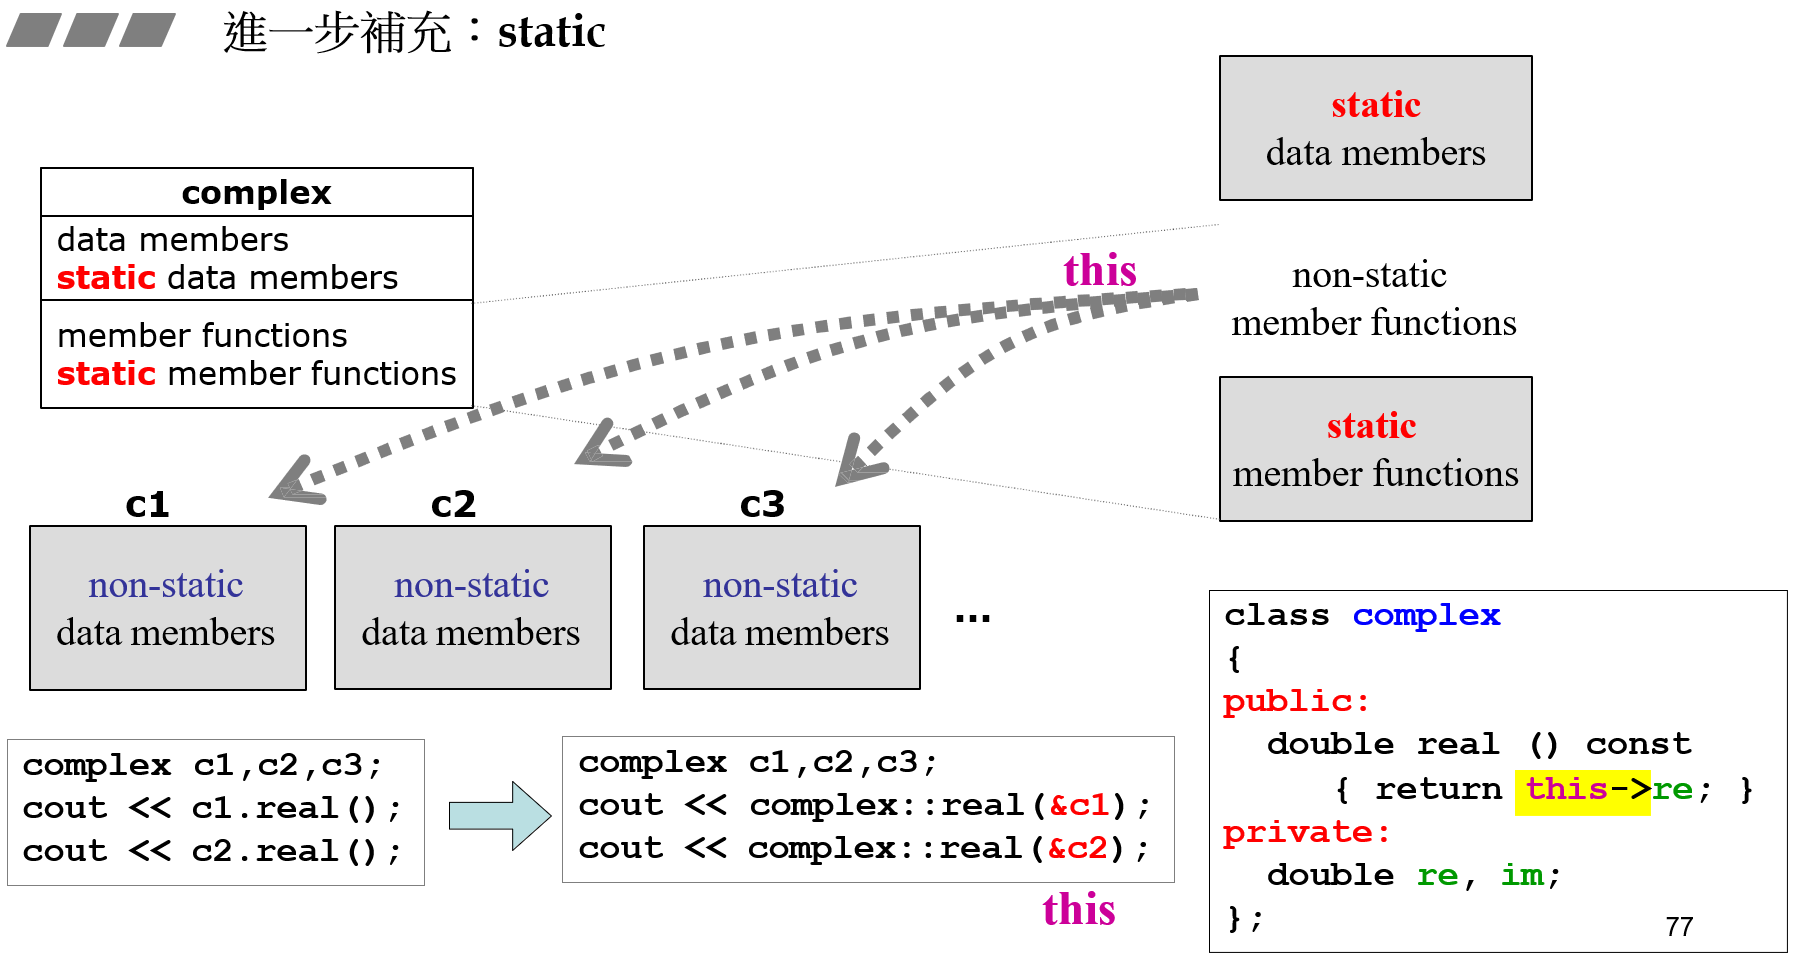 進一步補充：static
static
data members
complex
data members
static data members
member functions
static member functions
this
non-static
member functions
static
member functions
c1
c2
c3
non-static
data members
non-static
data members
non-static
data members
...
complex c1,c2,c3;
cout << c1.real();
cout << c2.real();
complex c1,c2,c3;
cout << complex::real(&c1);
cout << complex::real(&c2);
this
class complex
{
public:
double real () const
{ return this->re; }
private:
double re, im;
};
77